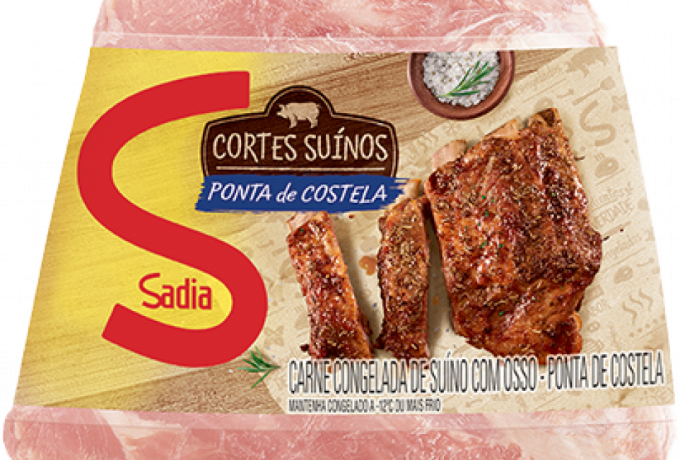 CORTES SUÍNOS
PONTA de COSTELA
Sadia
CARNE CONGELADA DE SUÍNO COM OSSO - PONTA DE COSTELA
MANTENHA CONGELADO A -12°C OU MAIS FRIO